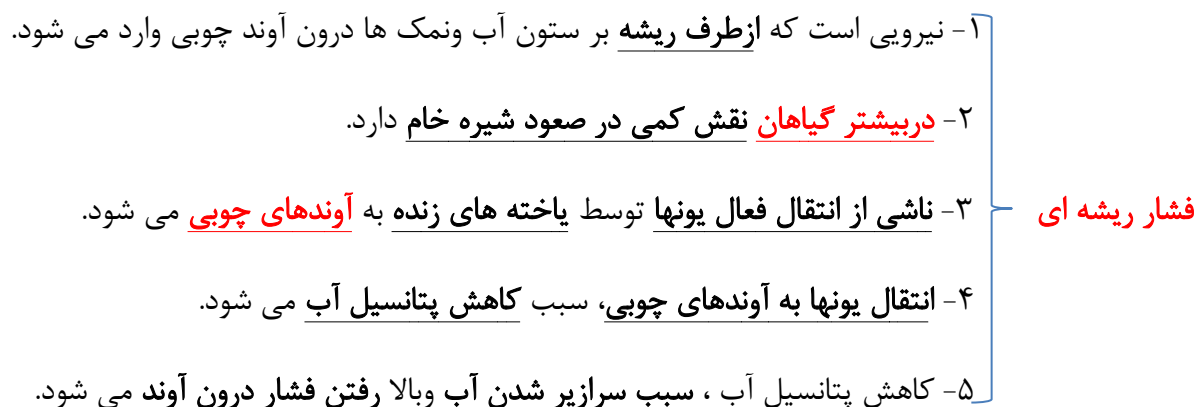 فشار ریشه ای
۱- نیرویی است که ازطرف ریشه بر ستون آب ونمک ها درون آوند چوبی وارد می شود.
۲- دربیشتر گیاهان نقش کمی در صعود شیره خام دارد.
۳- ناشی از انتقال فعال یونها توسط یاخته های زنده به آوندهای چوبی می شود.
۴- انتقال یونها به آوندهای چوبی، سبب کاهش پتانسیل آب می شود.
۵- کاهش پتانسیل آب ، سبب سرازیر شدن آب وبالا رفتن فشار درون آوند می شود.